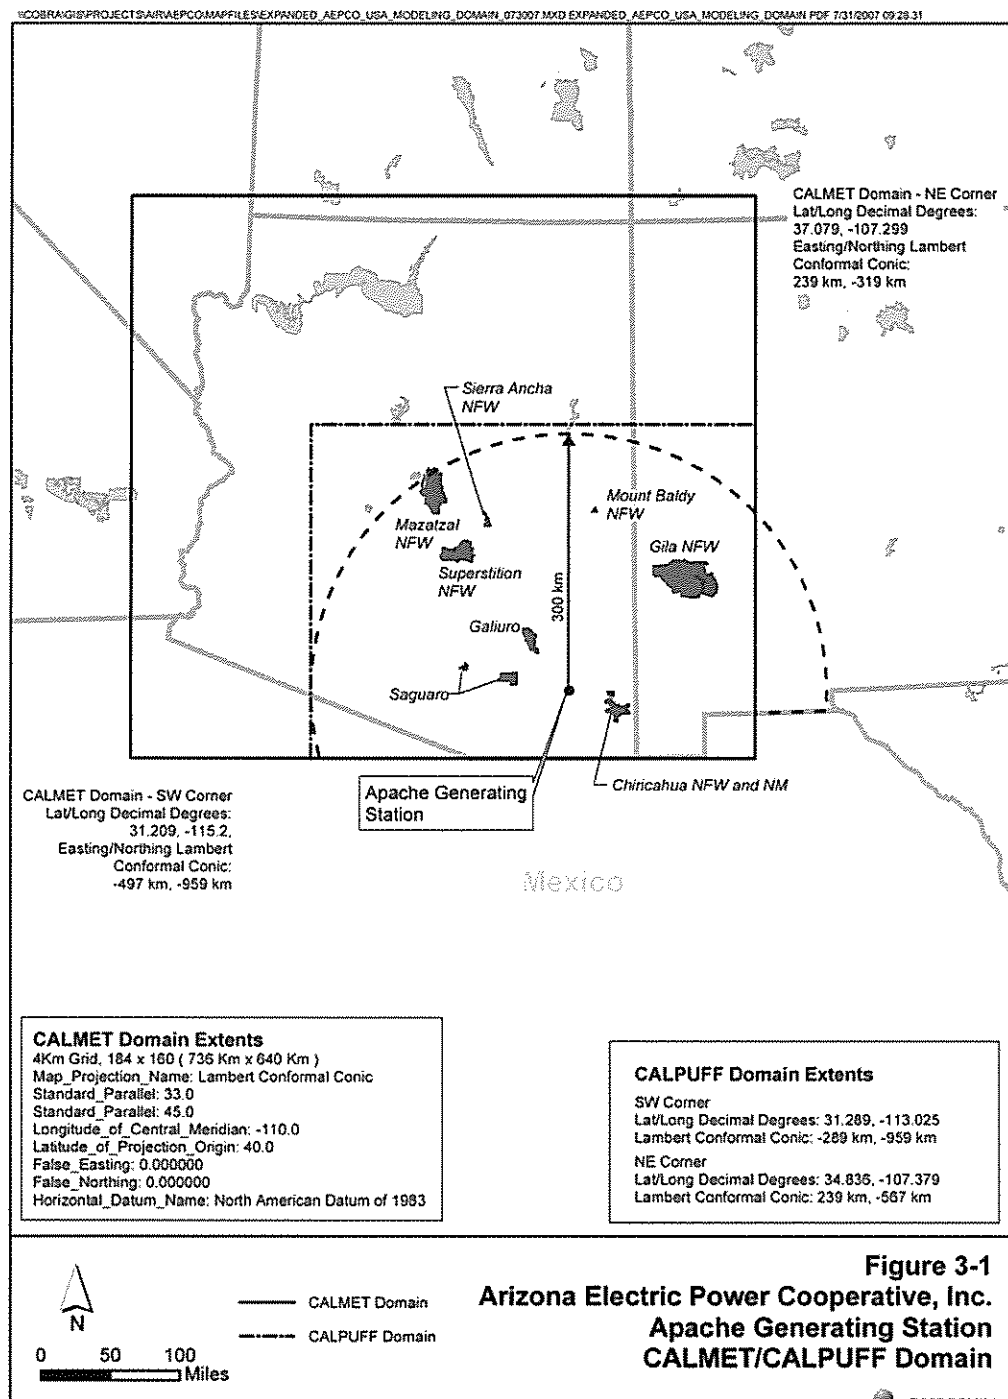 \\COBRA\GIS\PROJECTS\AIR\AEPCO\MAPFILES\EXPANDED_AEPCO_USA_MODELING_DOMAIN_073007.MXD EXPANDED_AEPCO_USA_MODELING_DOMAIN PDF 7/31/2007 09:28:31
CALMET Domain - NE Corner
Lat/Long Decimal Degrees:
37.079, -107.299
Easting/Northing Lambert
Conformal Conic:
239 km, -319 km
Sierra Ancha
NFW
Mount Baldy
NFW
Mazatzal
NFW
Gila NFW
Superstition
NFW
300 km
Galiuro
Saguaro
Chiricahua NFW and NM
Apache Generating
Station
CALMET Domain - SW Corner
Lat/Long Decimal Degrees:
31.209, -115.2,
Easting/Northing Lambert
Conformal Conic:
-497 km, -959 km
Mexico
CALMET Domain Extents
4Km Grid, 184 x 160 ( 736 Km x 640 Km )
Map_Projection_Name: Lambert Conformal Conic
Standard_Parallel: 33.0
Standard_Parallel: 45.0
Longitude_of_Central_Meridian: -110.0
Latitude_of_Projection_Origin: 40.0
False_Easting: 0.000000
False_Northing: 0.000000
Horizontal_Datum_Name: North American Datum of 1983
CALPUFF Domain Extents
SW Corner
Lat/Long Decimal Degrees: 31.289, -113.025
Lambert Conformal Conic: -289 km, -959 km
NE Corner
Lat/Long Decimal Degrees: 34.836, -107.379
Lambert Conformal Conic: 239 km, -567 km
N
0 50 100
Miles
CALMET Domain
CALPUFF Domain
Figure 3-1
Arizona Electric Power Cooperative, Inc.
Apache Generating Station
CALMET/CALPUFF Domain